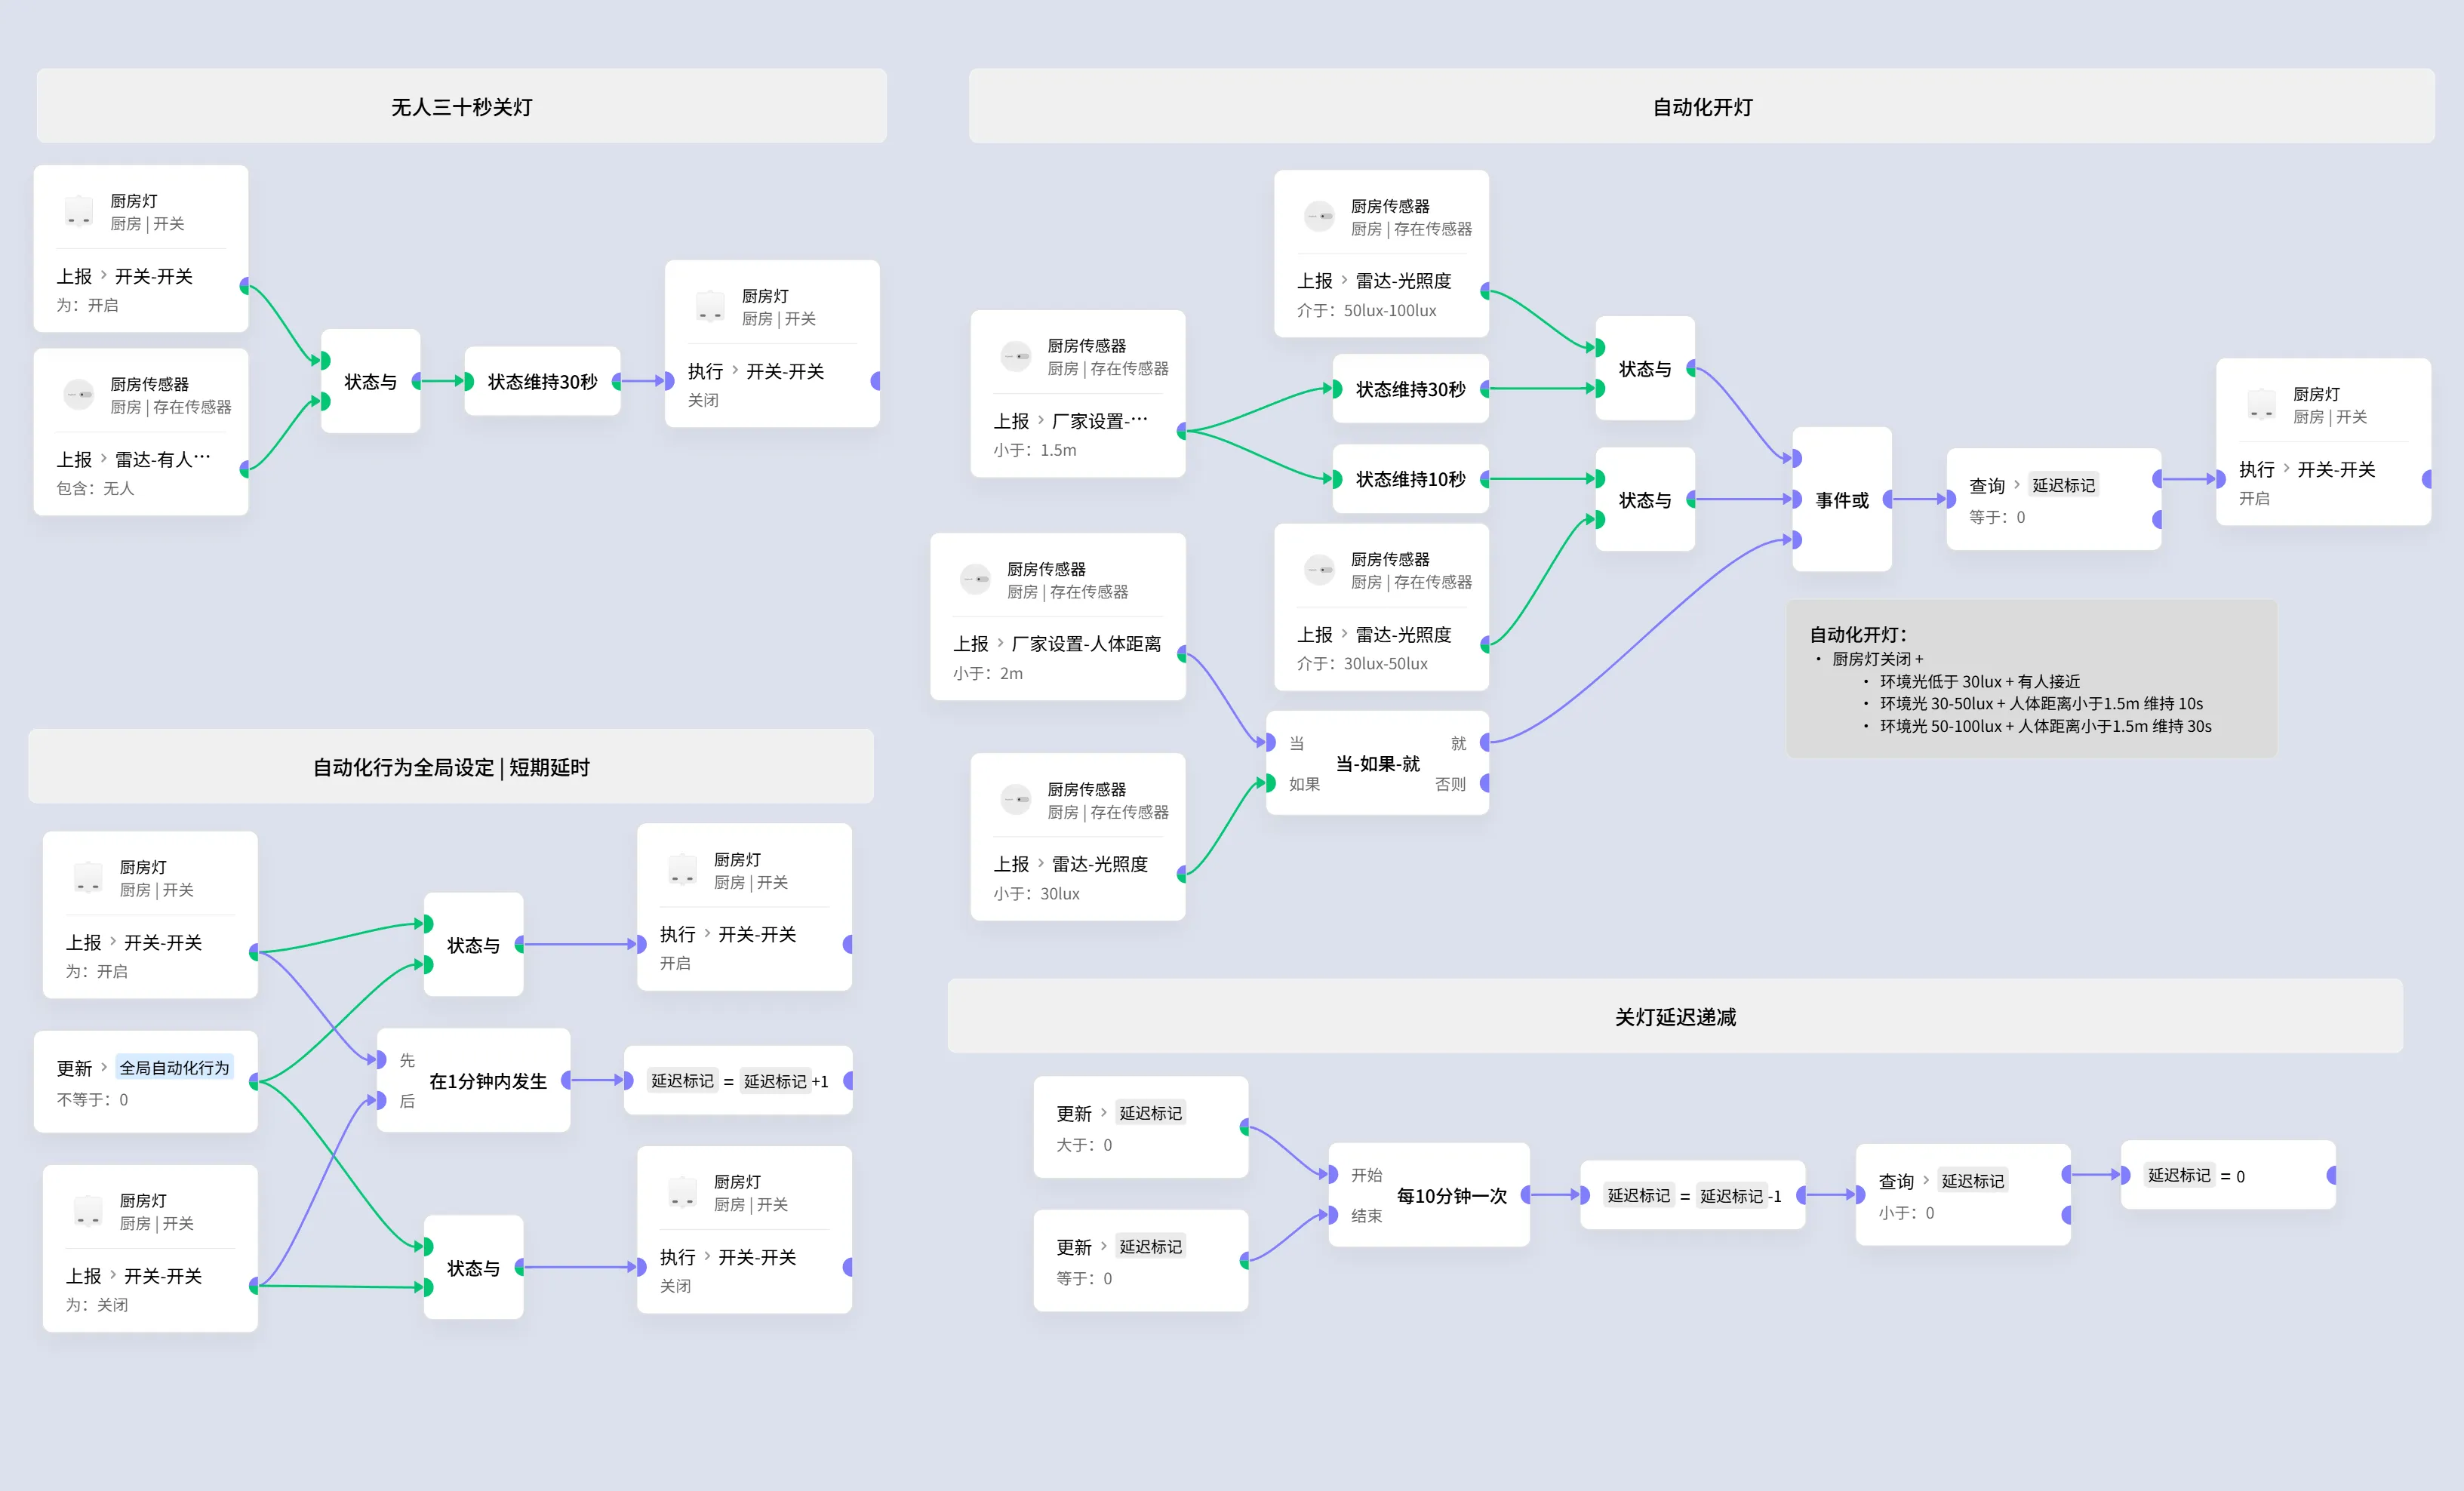 无人三十秒关灯
厨房灯
厨房 | 开关
上报 > 开关-开关
为：开启
厨房传感器
厨房 | 存在传感器
上报 > 雷达-有人···
包含：无人
状态与
状态维持30秒
厨房灯
厨房 | 开关
执行 > 开关-开关
关闭
自动化开灯
厨房传感器
厨房 | 存在传感器
上报 > 雷达-光照度
介于：50lux-100lux
厨房传感器
厨房 | 存在传感器
上报 > 厂家设置-···
小于：1.5m
状态维持30秒
状态维持10秒
状态与
状态与
厨房传感器
厨房 | 存在传感器
上报 > 厂家设置-人体距离
小于：2m
厨房传感器
厨房 | 存在传感器
上报 > 雷达-光照度
介于：30lux-50lux
厨房传感器
厨房 | 存在传感器
上报 > 雷达-光照度
小于：30lux
当
如果
当-如果-就
就
否则
事件或
查询 > 延迟标记
等于：0
厨房灯
厨房 | 开关
执行 > 开关-开关
开启
自动化开灯：
• 厨房灯关闭 +
• 环境光低于 30lux + 有人接近
• 环境光 30-50lux + 人体距离小于1.5m 维持 10s
• 环境光 50-100lux + 人体距离小于1.5m 维持 30s
自动化行为全局设定 | 短期延时
厨房灯
厨房 | 开关
上报 > 开关-开关
为：开启
更新 > 全局自动化行为
不等于：0
厨房灯
厨房 | 开关
上报 > 开关-开关
为：关闭
状态与
先
后
在1分钟内发生
状态与
厨房灯
厨房 | 开关
执行 > 开关-开关
开启
延迟标记 = 延迟标记 +1
厨房灯
厨房 | 开关
执行 > 开关-开关
关闭
关灯延迟递减
更新 > 延迟标记
大于：0
更新 > 延迟标记
等于：0
开始
结束
每10分钟一次
延迟标记 = 延迟标记 -1
查询 > 延迟标记
小于：0
延迟标记 = 0